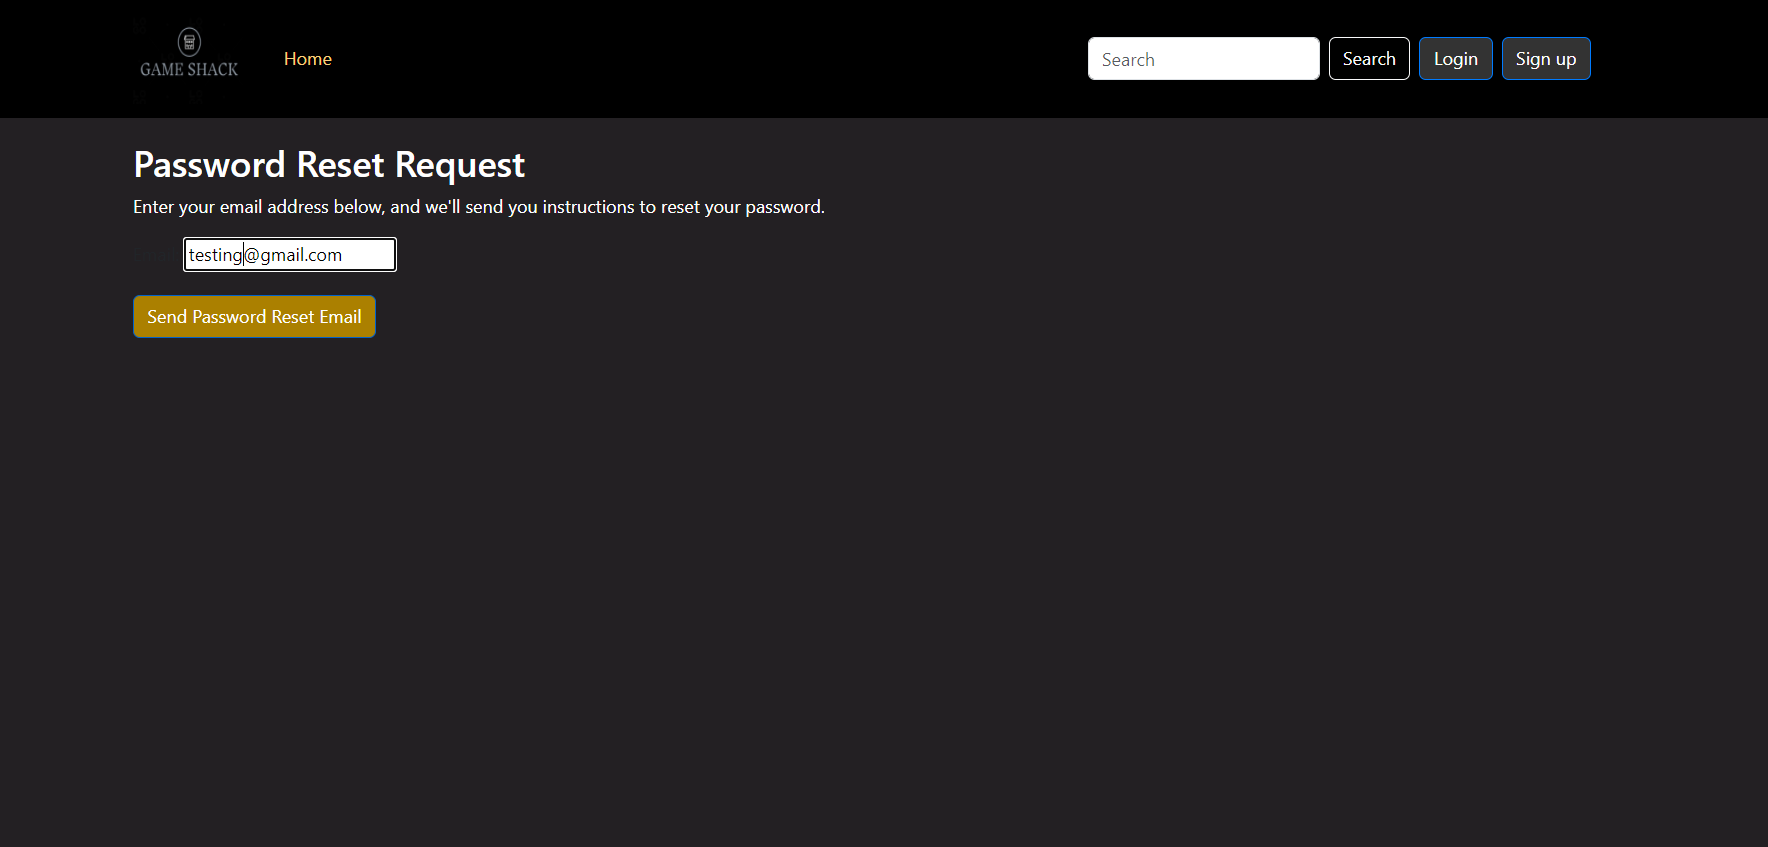 GAME SHACK
Home
Search
Search
Login
Sign up
Password Reset Request
Enter your email address below, and we'll send you instructions to reset your password.
testing@gmail.com
Send Password Reset Email